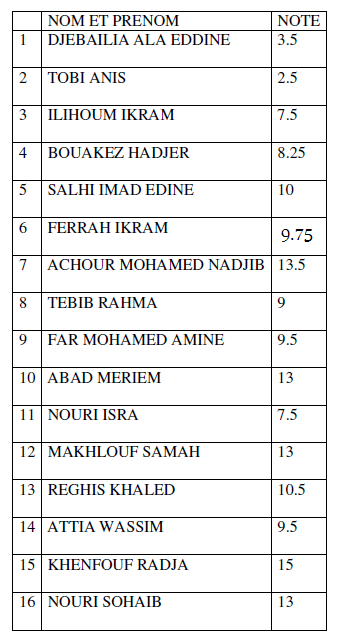 NOM ET PRENOM NOTE
1 DJEBAILIA ALA EDDINE 3.5
2 TOBI ANIS 2.5
3 ILIHOUM IKRAM 7.5
4 BOUAKEZ HADJER 8.25
5 SALHI IMAD EDINE 10
6 FERRAH IKRAM 9.75
7 ACHOUR MOHAMED NADJIB 13.5
8 TEBIB RAHMA 9
9 FAR MOHAMED AMINE 9.5
10 ABAD MERIEM 13
11 NOURI ISRA 7.5
12 MAKHLOUF SAMAH 13
13 REGHIS KHALED 10.5
14 ATTIA WASSIM 9.5
15 KHENFOUF RADJA 15
16 NOURI SOHAIB 13